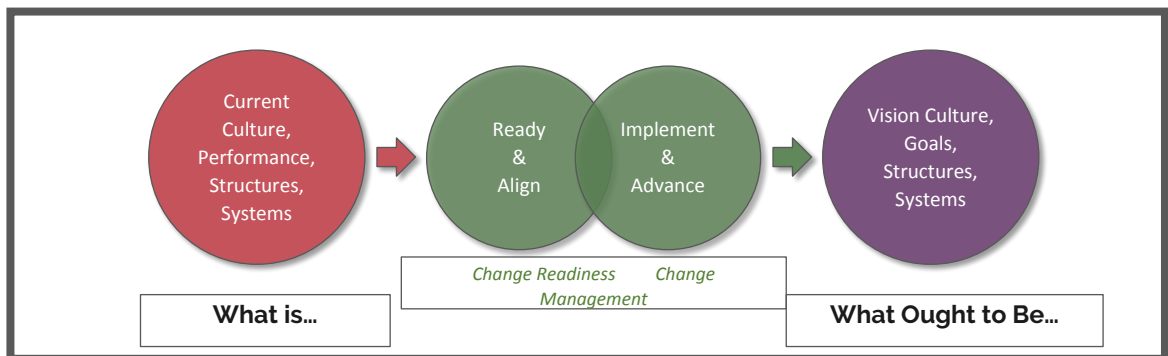 Current
Culture,
Performance,
Structures,
Systems
Ready
&
Align
Implement
&
Advance
Vision Culture,
Goals,
Structures,
Systems
Change Readiness Change
Management
What is...
What Ought to Be...